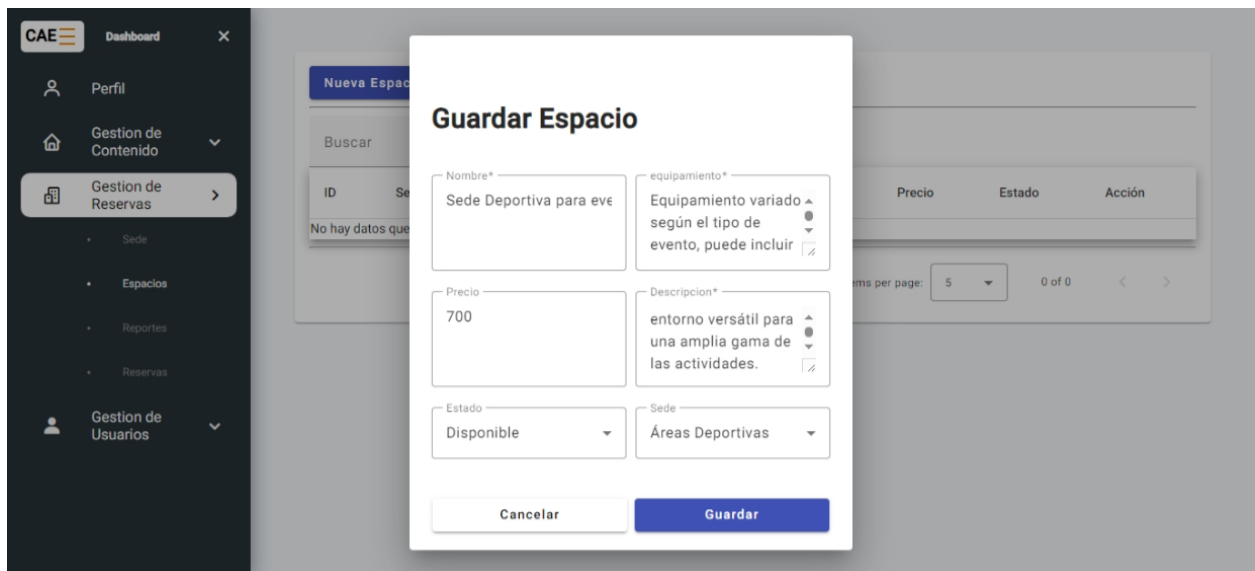 CAE
Dashboard
×
Perfil
Gestion de
Contenido
Gestion de
Reservas
Sede
Espacios
Reportes
Reservas
Gestion de
Usuarios
Nueva Espac
Buscar
ID Se Precio Estado Acción
No hay datos que
ems per page: 5 0 of 0
Guardar Espacio
Nombre*
Sede Deportiva para eve
equipamiento*
Equipamiento variado
según el tipo de
evento, puede incluir
Precio
700
Descripcion*
entorno versátil para
una amplia gama de
las actividades.
Estado
Disponible
Sede
Áreas Deportivas
Cancelar
Guardar